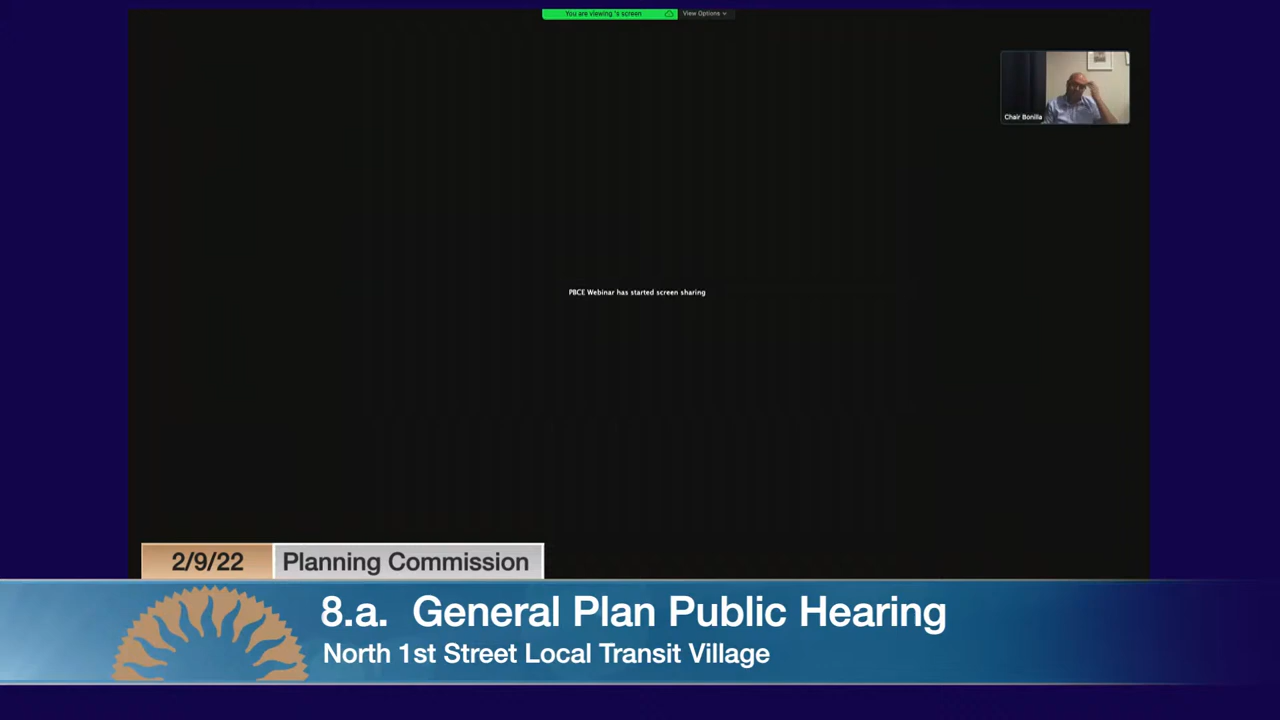 You are viewing 's screen
View Options
Chair Bonilla
PBCE Webinar has started screen sharing
2/9/22
Planning Commission
8.a. General Plan Public Hearing
North 1st Street Local Transit Village